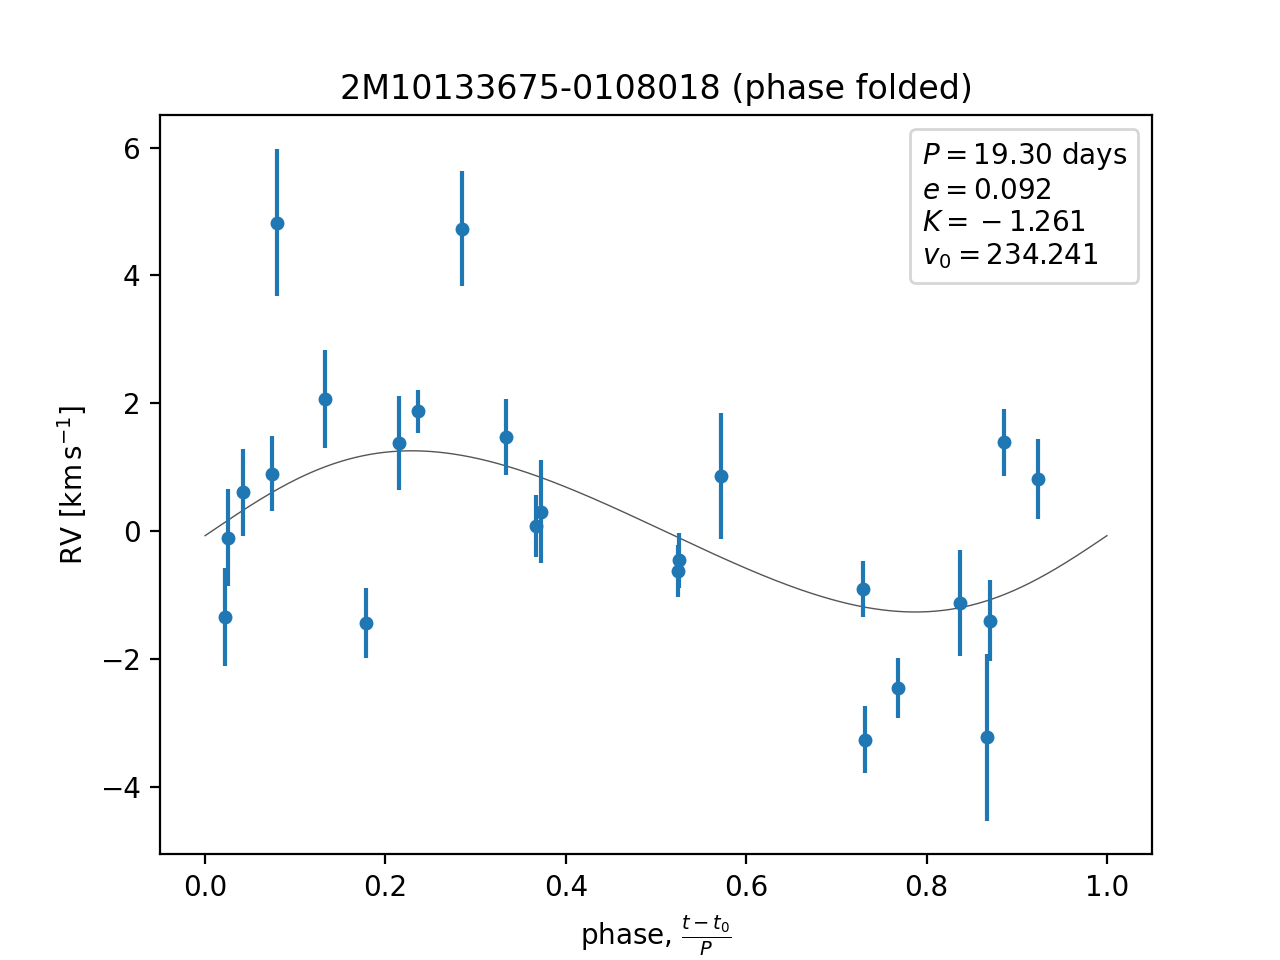 2M10133675-0108018 (phase folded)
P = 19.30 days
e = 0.092
K = −1.261
v₀ = 234.241
6
4
2
0
−2
−4
RV [km s⁻¹]
0.0 0.2 0.4 0.6 0.8 1.0
phase, (t − t₀)/P